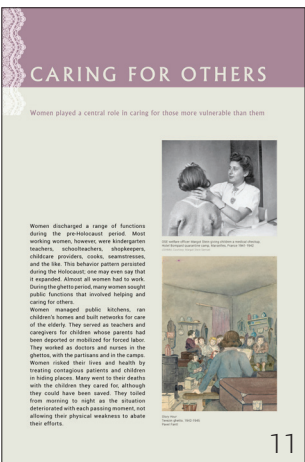 CARING FOR OTHERS
Women played a central role in caring for those more vulnerable than them
Women discharged a range of functions
during the pre-Holocaust period. Most
working women, however, were kindergarten
teachers, schoolteachers, shopkeepers,
childcare providers, cooks, seamstresses,
and the like. This behavior pattern persisted
during the Holocaust; one may even say that
it expanded. Almost all women had to work.
During the ghetto period, many women sought
public functions that involved helping and
caring for others.
Women managed public kitchens, ran
children's homes and built networks for care
of the elderly. They served as teachers and
caregivers for children whose parents had
been deported or mobilized for forced labor.
They worked as doctors and nurses in the
ghettos, with the partisans and in the camps.
Women risked their lives and health by
treating contagious patients and children
in hiding places. Many went to their deaths
with the children they cared for, although
they could have been saved. They toiled
from morning to night as the situation
deteriorated with each passing moment, not
allowing their physical weakness to abate
their efforts.
11